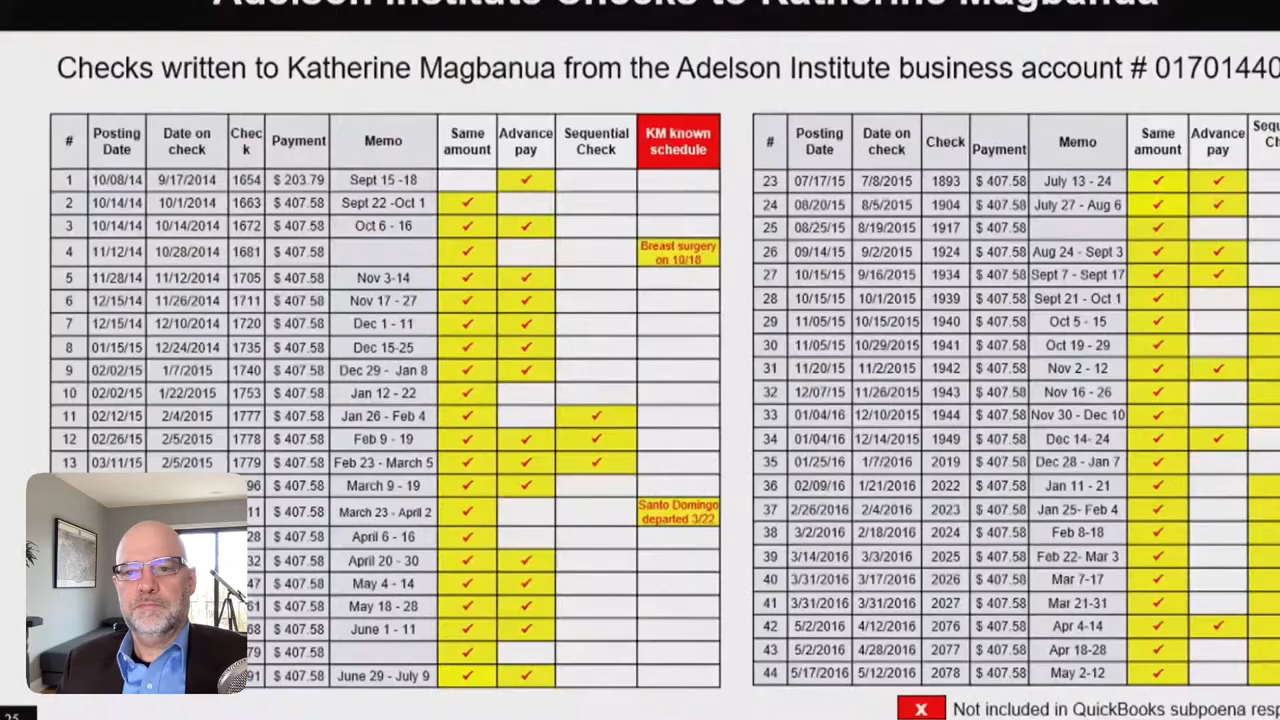 Adelson Institute Checks to Katherine Magbanua
Checks written to Katherine Magbanua from the Adelson Institute business account # 01701440
# Posting Date Date on check Chec k Payment Memo Same amount Advance pay Sequential Check KM known schedule
1 10/08/14 9/17/2014 1654 $ 203.79 Sept 15 -18 ✓
2 10/14/14 10/1/2014 1663 $ 407.58 Sept 22 -Oct 1 ✓
3 10/14/14 10/14/2014 1672 $ 407.58 Oct 6 - 16 ✓ ✓
4 11/12/14 10/28/2014 1681 $ 407.58 ✓ Breast surgery on 10/18
5 11/28/14 11/12/2014 1705 $ 407.58 Nov 3-14 ✓ ✓
6 12/15/14 11/26/2014 1711 $ 407.58 Nov 17 - 27 ✓ ✓
7 12/15/14 12/10/2014 1720 $ 407.58 Dec 1 - 11 ✓ ✓
8 01/15/15 12/24/2014 1735 $ 407.58 Dec 15-25 ✓ ✓
9 02/02/15 1/7/2015 1740 $ 407.58 Dec 29 - Jan 8 ✓ ✓
10 02/02/15 1/22/2015 1753 $ 407.58 Jan 12 - 22 ✓
11 02/12/15 2/4/2015 1777 $ 407.58 Jan 26 - Feb 4 ✓ ✓
12 02/26/15 2/5/2015 1778 $ 407.58 Feb 9 - 19 ✓ ✓ ✓
13 03/11/15 2/5/2015 1779 $ 407.58 Feb 23 - March 5 ✓ ✓ ✓
96 $ 407.58 March 9 - 19 ✓ ✓
11 $ 407.58 March 23 - April 2 ✓ Santo Domingo departed 3/22
28 $ 407.58 April 6 - 16 ✓
32 $ 407.58 April 20 - 30 ✓ ✓
47 $ 407.58 May 4 - 14 ✓ ✓
61 $ 407.58 May 18 - 28 ✓ ✓
68 $ 407.58 June 1 - 11 ✓ ✓
79 $ 407.58 ✓
91 $ 407.58 June 29 - July 9 ✓ ✓
# Posting Date Date on check Check Payment Memo Same amount Advance pay Sequ Ch
23 07/17/15 7/8/2015 1893 $ 407.58 July 13 - 24 ✓ ✓
24 08/20/15 8/5/2015 1904 $ 407.58 July 27 - Aug 6 ✓ ✓
25 08/25/15 8/19/2015 1917 $ 407.58 ✓
26 09/14/15 9/2/2015 1924 $ 407.58 Aug 24 - Sept 3 ✓ ✓
27 10/15/15 9/16/2015 1934 $ 407.58 Sept 7 - Sept 17 ✓ ✓
28 10/15/15 10/1/2015 1939 $ 407.58 Sept 21 - Oct 1 ✓
29 11/05/15 10/15/2015 1940 $ 407.58 Oct 5 - 15 ✓
30 11/05/15 10/29/2015 1941 $ 407.58 Oct 19 - 29 ✓
31 11/20/15 11/2/2015 1942 $ 407.58 Nov 2 - 12 ✓ ✓
32 12/07/15 11/26/2015 1943 $ 407.58 Nov 16 - 26 ✓
33 01/04/16 12/10/2015 1944 $ 407.58 Nov 30 - Dec 10 ✓
34 01/04/16 12/14/2015 1949 $ 407.58 Dec 14- 24 ✓ ✓
35 01/25/16 1/7/2016 2019 $ 407.58 Dec 28 - Jan 7 ✓
36 02/09/16 1/21/2016 2022 $ 407.58 Jan 11 - 21 ✓
37 2/26/2016 2/4/2016 2023 $ 407.58 Jan 25- Feb 4 ✓
38 3/2/2016 2/18/2016 2024 $ 407.58 Feb 8-18 ✓
39 3/14/2016 3/3/2016 2025 $ 407.58 Feb 22- Mar 3 ✓
40 3/31/2016 3/17/2016 2026 $ 407.58 Mar 7-17 ✓
41 3/31/2016 3/31/2016 2027 $ 407.58 Mar 21-31 ✓
42 5/2/2016 4/12/2016 2076 $ 407.58 Apr 4-14 ✓ ✓
43 5/2/2016 4/28/2016 2077 $ 407.58 Apr 18-28 ✓
44 5/17/2016 5/12/2016 2078 $ 407.58 May 2-12 ✓
X Not included in QuickBooks subpoena resp
25